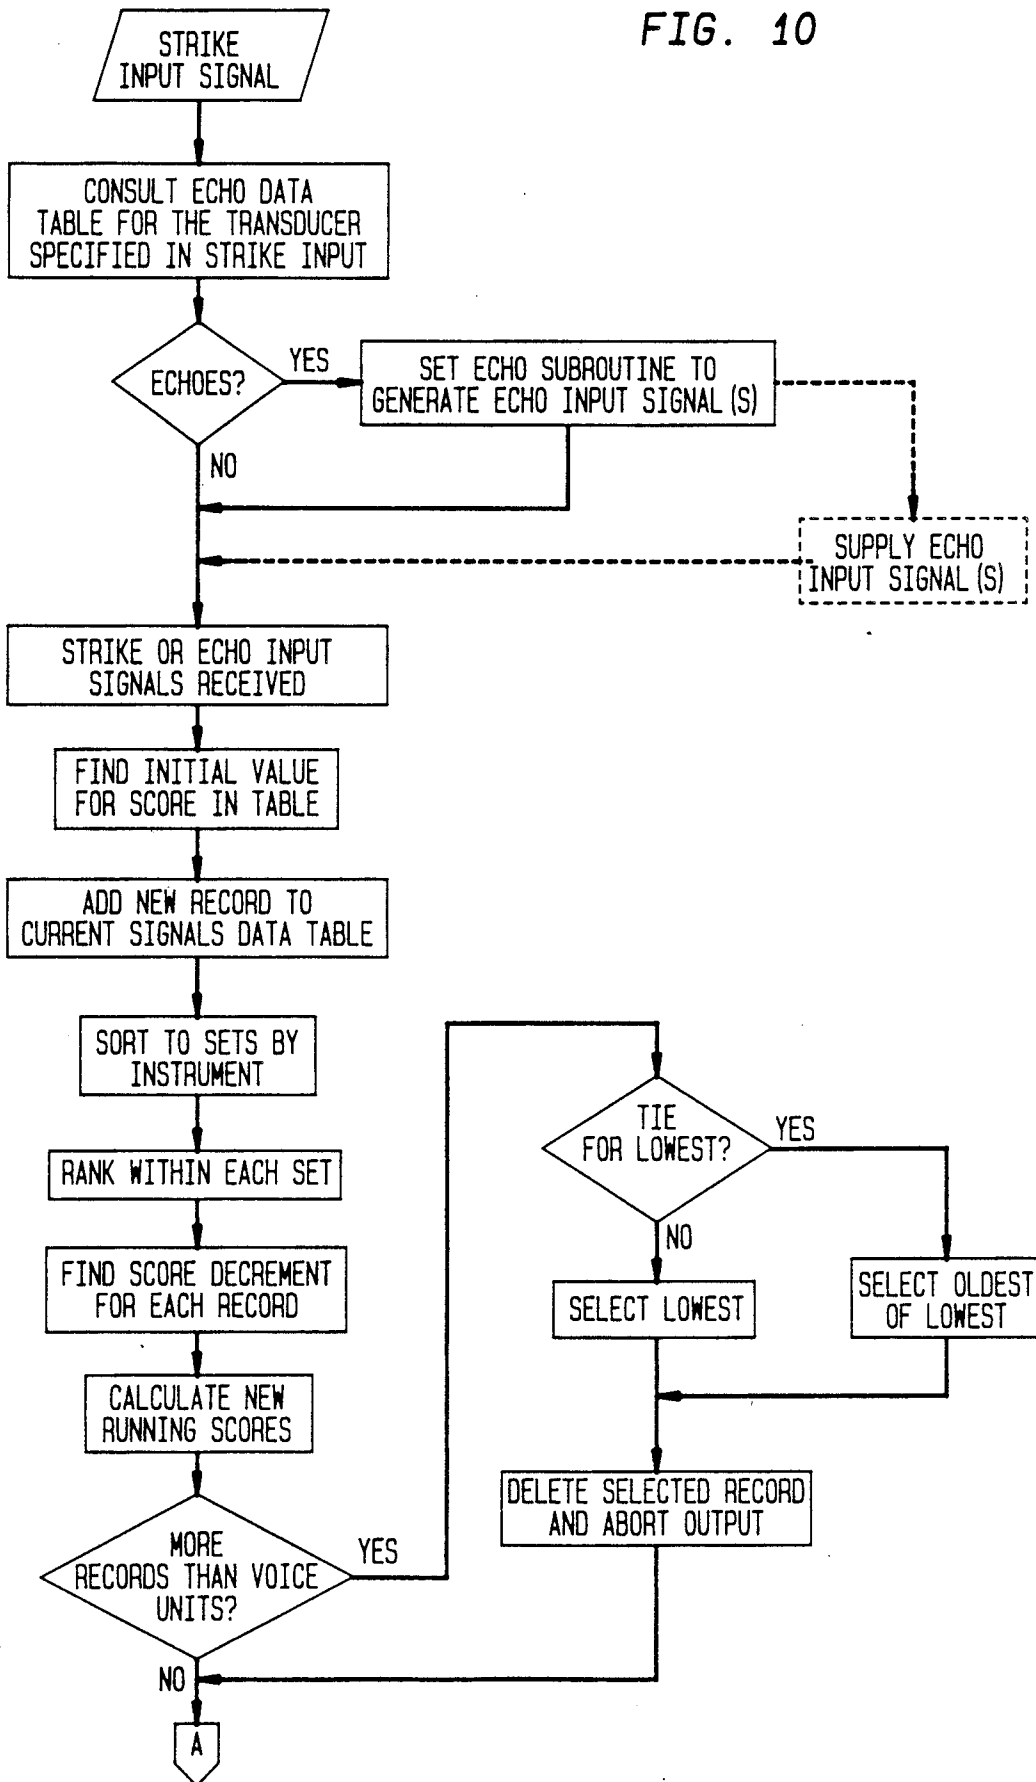 FIG. 10
STRIKE
INPUT SIGNAL
CONSULT ECHO DATA
TABLE FOR THE TRANSDUCER
SPECIFIED IN STRIKE INPUT
ECHOES?
YES
SET ECHO SUBROUTINE TO
GENERATE ECHO INPUT SIGNAL(S)
NO
SUPPLY ECHO
INPUT SIGNAL(S)
STRIKE OR ECHO INPUT
SIGNALS RECEIVED
FIND INITIAL VALUE
FOR SCORE IN TABLE
ADD NEW RECORD TO
CURRENT SIGNALS DATA TABLE
SORT TO SETS BY
INSTRUMENT
RANK WITHIN EACH SET
FIND SCORE DECREMENT
FOR EACH RECORD
CALCULATE NEW
RUNNING SCORES
MORE
RECORDS THAN VOICE
UNITS?
YES
NO
TIE
FOR LOWEST?
YES
NO
SELECT LOWEST
SELECT OLDEST
OF LOWEST
DELETE SELECTED RECORD
AND ABORT OUTPUT
A